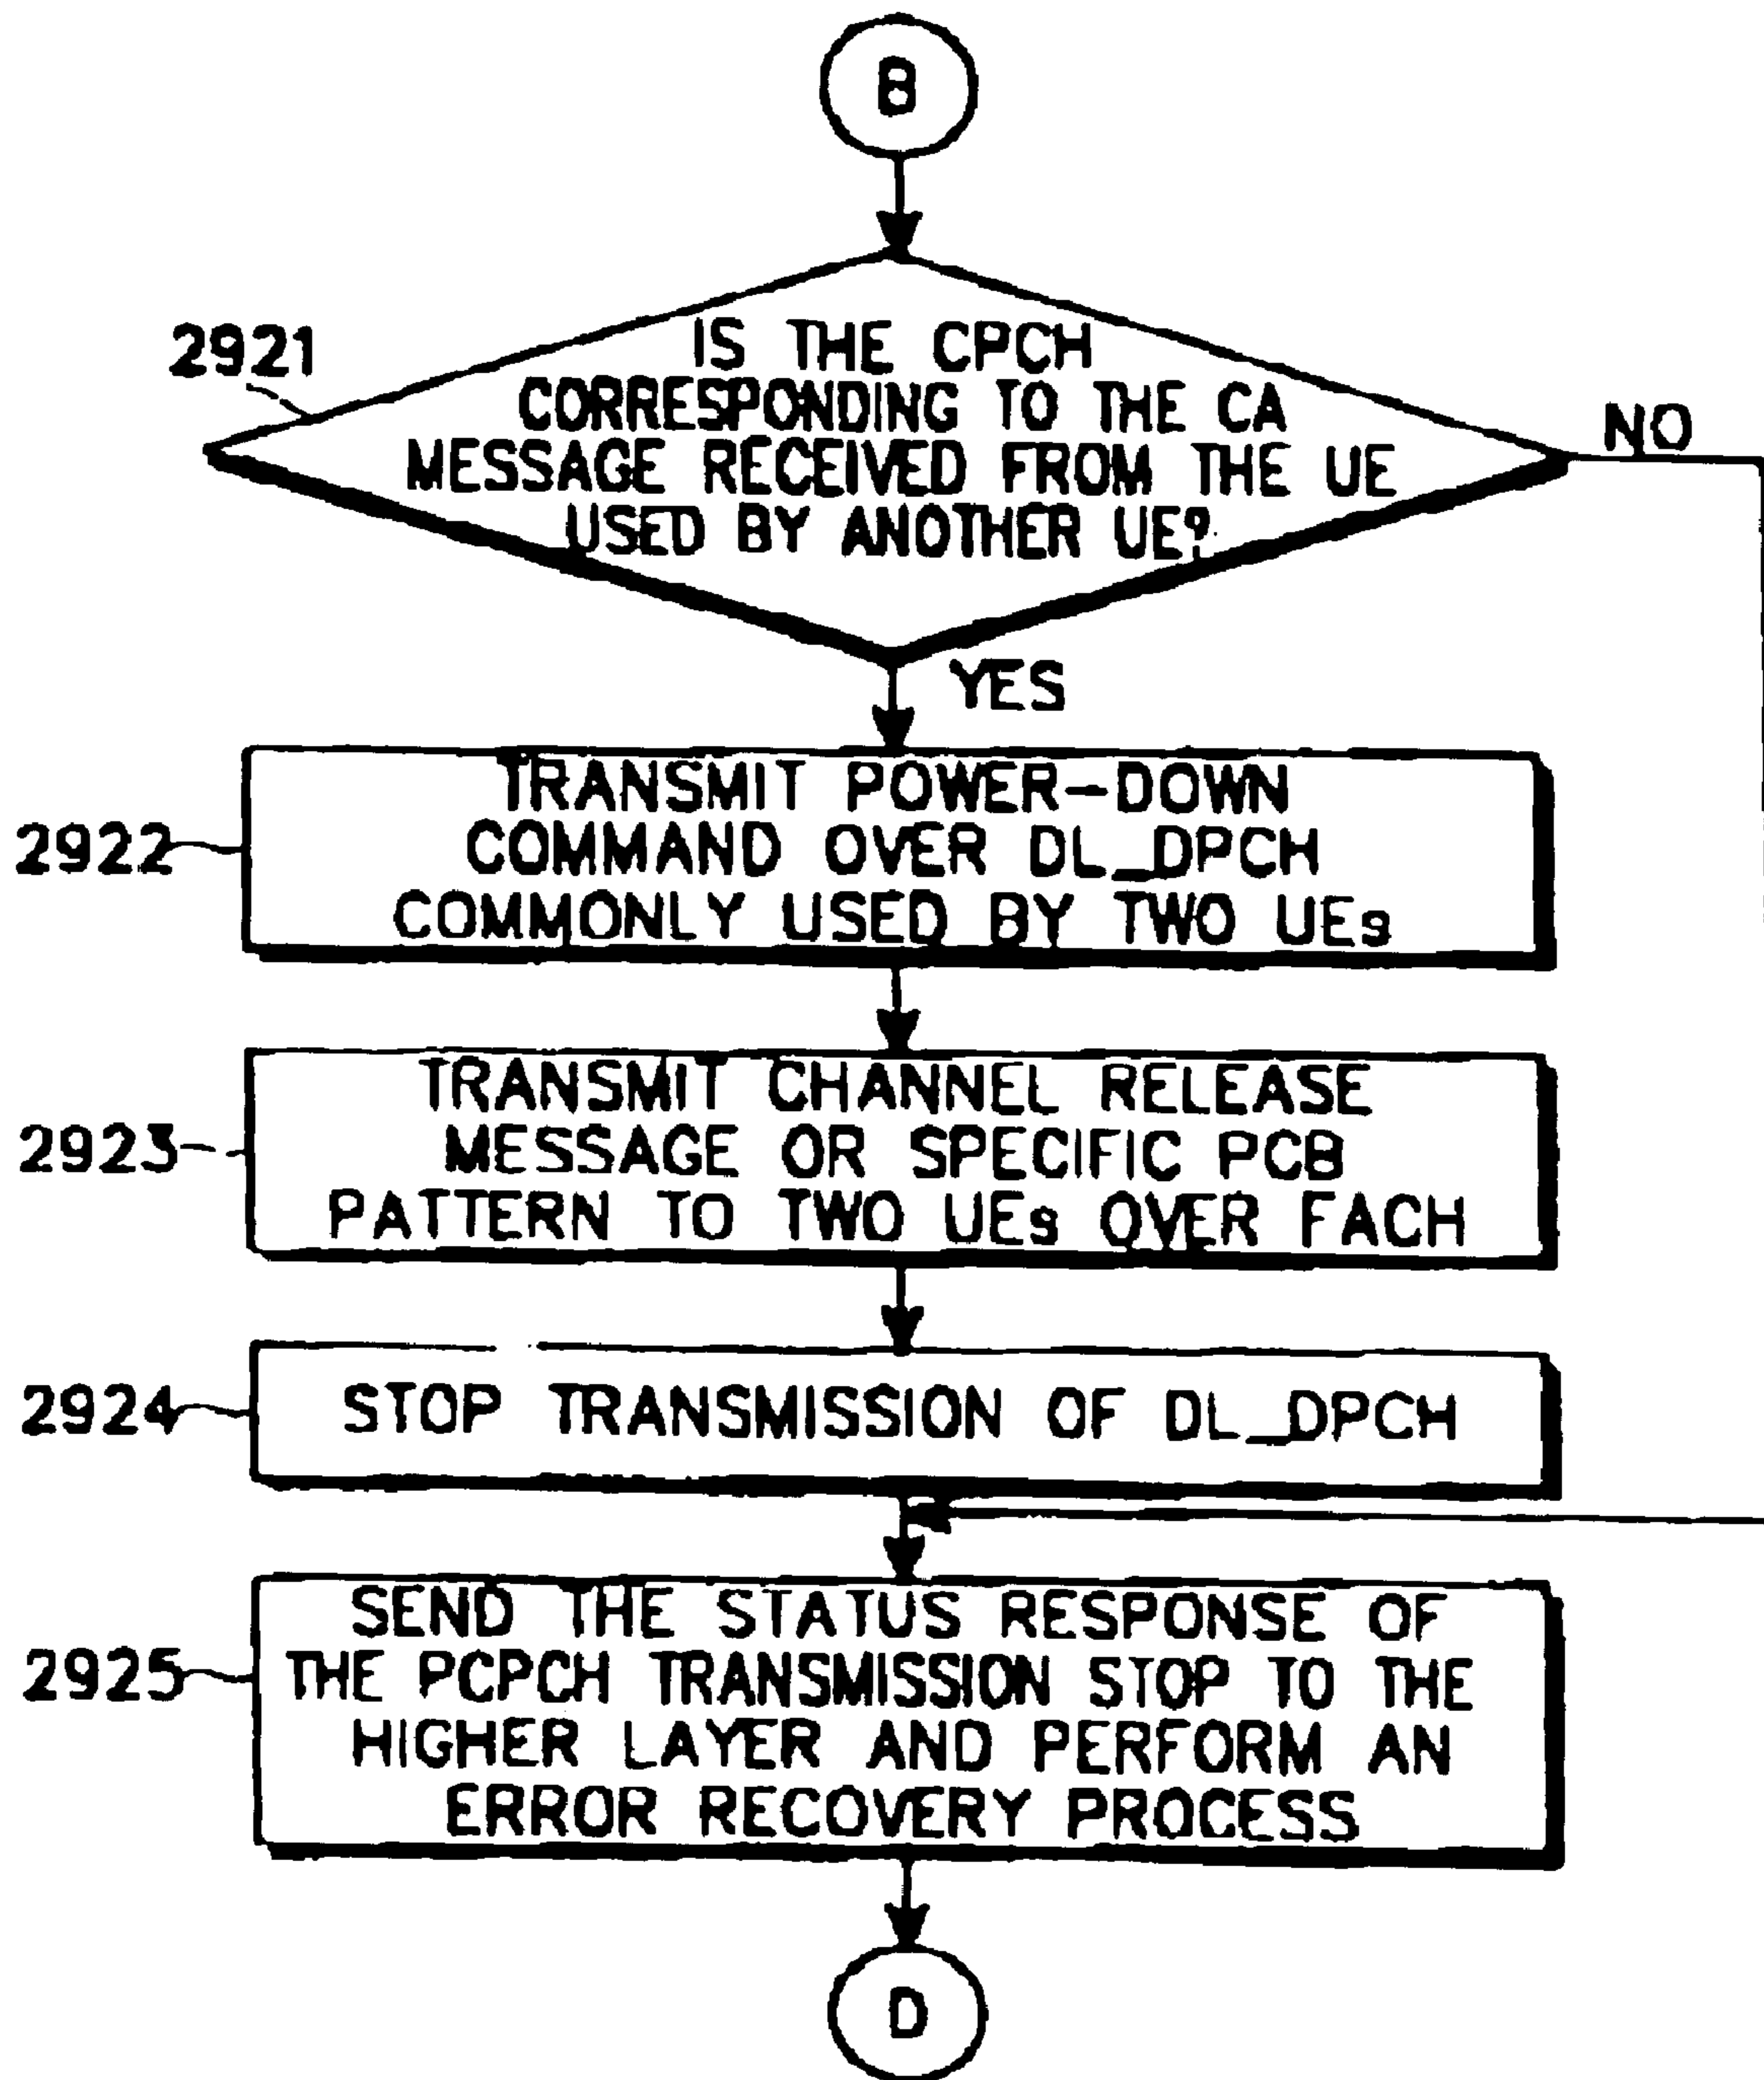 B
2921
IS THE CPCH
CORRESPONDING TO THE CA
MESSAGE RECEIVED FROM THE UE
USED BY ANOTHER UE?
NO
YES
2922
TRANSMIT POWER-DOWN
COMMAND OVER DL_DPCH
COMMONLY USED BY TWO UEs
2923
TRANSMIT CHANNEL RELEASE
MESSAGE OR SPECIFIC PCB
PATTERN TO TWO UEs OVER FACH
2924
STOP TRANSMISSION OF DL_DPCH
2925
SEND THE STATUS RESPONSE OF
THE PCPCH TRANSMISSION STOP TO THE
HIGHER LAYER AND PERFORM AN
ERROR RECOVERY PROCESS
D